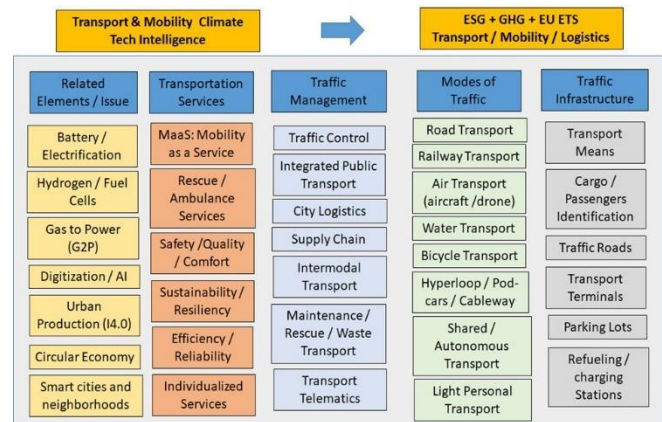 Transport & Mobility Climate
Tech Intelligence
ESG + GHG + EU ETS
Transport / Mobility / Logistics
Related
Elements / Issue
Battery /
Electrification
Hydrogen / Fuel
Cells
Gas to Power
(G2P)
Digitization / AI
Urban
Production (I4.0)
Circular Economy
Smart cities and
neighborhoods
Transportation
Services
MaaS: Mobility
as a Service
Rescue /
Ambulance
Services
Safety /Quality
/ Comfort
Sustainability /
Resiliency
Efficiency /
Reliability
Individualized
Services
Traffic
Management
Traffic Control
Integrated Public
Transport
City Logistics
Supply Chain
Intermodal
Transport
Maintenance /
Rescue / Waste
Transport
Transport
Telematics
Modes of
Traffic
Road Transport
Railway Transport
Air Transport
(aircraft /drone)
Water Transport
Bicycle Transport
Hyperloop / Pod-
cars / Cableway
Shared /
Autonomous
Transport
Light Personal
Transport
Traffic
Infrastructure
Transport
Means
Cargo /
Passengers
Identification
Traffic Roads
Transport
Terminals
Parking Lots
Refueling /
charging
Stations